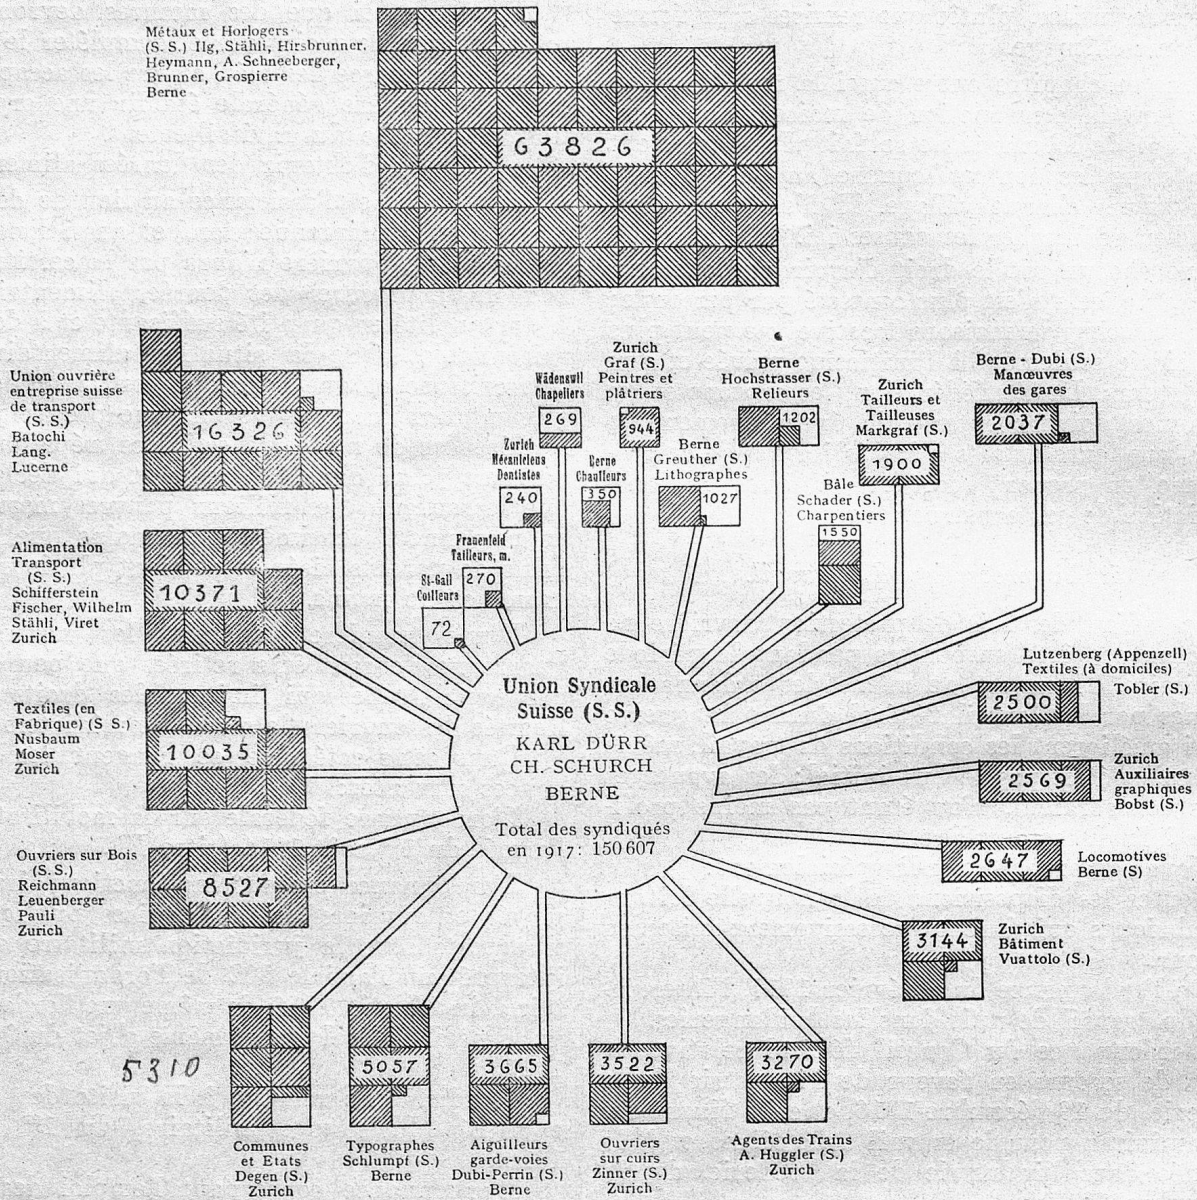 Métaux et Horlogers
(S. S.) Ilg, Stähli, Hirsbrunner.
Heymann, A. Schneeberger,
Brunner, Grospierre
Berne
63826
Union ouvrière
entreprise suisse
de transport
(S. S.)
Batochi
Lang.
Lucerne
16326
Alimentation
Transport
(S. S.)
Schifferstein
Fischer, Wilhelm
Stähli, Viret
Zurich
10371
Textiles (en
Fabrique) (S S.)
Nusbaum
Moser
Zurich
10035
Ouvriers sur Bois
(S. S.)
Reichmann
Leuenberger
Pauli
Zurich
8527
St-Gall
Coiffeurs
72
Frauenfeld
Tailleurs, m.
270
Zurich
Mécaniciens
Dentistes
240
Wädenswil
Chapeliers
269
Berne
Chauffeurs
350
Zurich
Graf (S.)
Peintres et
plâtriers
944
Berne
Greuther (S.)
Lithographes
1027
Berne
Hochstrasser (S.)
Relieurs
1202
Bâle
Schader (S.)
Charpentiers
1550
Zurich
Tailleurs et
Tailleuses
Markgraf (S.)
1900
Berne - Dubi (S.)
Manœuvres
des gares
2037
Lutzenberg (Appenzell)
Textiles (à domiciles)
Tobler (S.)
2500
Zurich
Auxiliaires
graphiques
Bobst (S.)
2569
Locomotives
Berne (S)
2647
Zurich
Bâtiment
Vuattolo (S.)
3144
Union Syndicale
Suisse (S. S.)
KARL DÜRR
CH. SCHURCH
BERNE
Total des syndiqués
en 1917: 150607
5310
Communes
et Etats
Degen (S.)
Zurich
5057
Typographes
Schlumpf (S.)
Berne
3665
Aiguilleurs
garde-voies
Dubi-Perrin (S.)
Berne
3522
Ouvriers
sur cuirs
Zinner (S.)
Zurich
3270
Agents des Trains
A. Huggler (S.)
Zurich